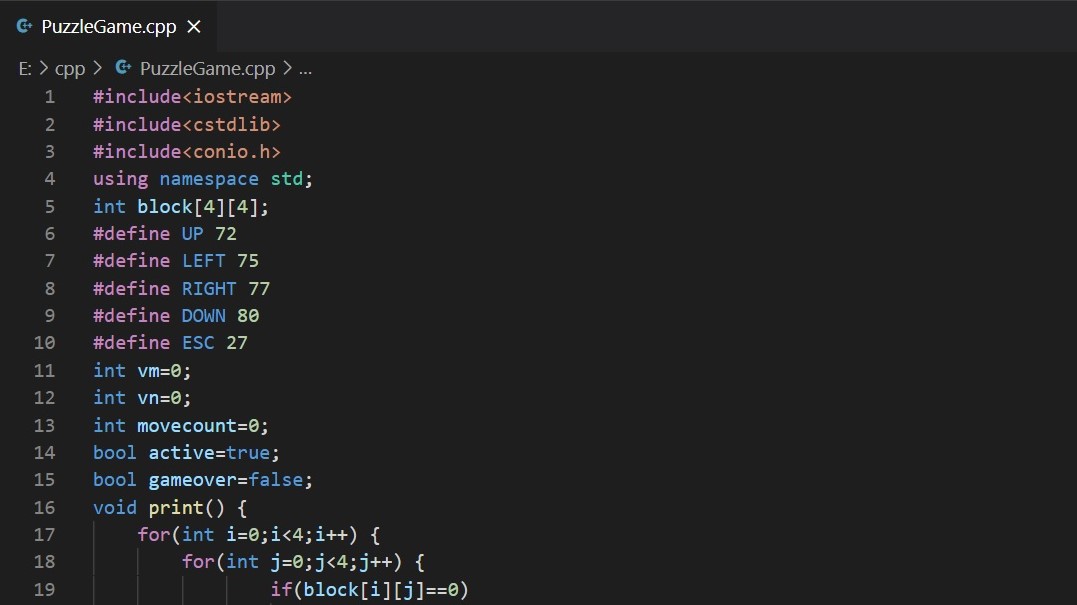 PuzzleGame.cpp ×
E: > cpp > PuzzleGame.cpp > ...
1 #include<iostream>
2 #include<cstdlib>
3 #include<conio.h>
4 using namespace std;
5 int block[4][4];
6 #define UP 72
7 #define LEFT 75
8 #define RIGHT 77
9 #define DOWN 80
10 #define ESC 27
11 int vm=0;
12 int vn=0;
13 int movecount=0;
14 bool active=true;
15 bool gameover=false;
16 void print() {
17     for(int i=0;i<4;i++) {
18         for(int j=0;j<4;j++) {
19                 if(block[i][j]==0)